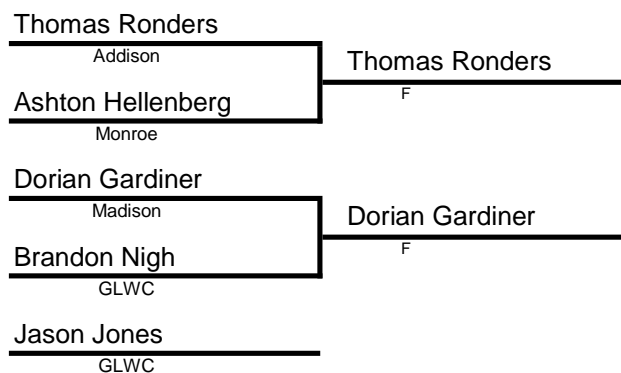 Thomas Ronders
Addison
Thomas Ronders
F
Ashton Hellenberg
Monroe
Dorian Gardiner
Madison
Dorian Gardiner
F
Brandon Nigh
GLWC
Jason Jones
GLWC